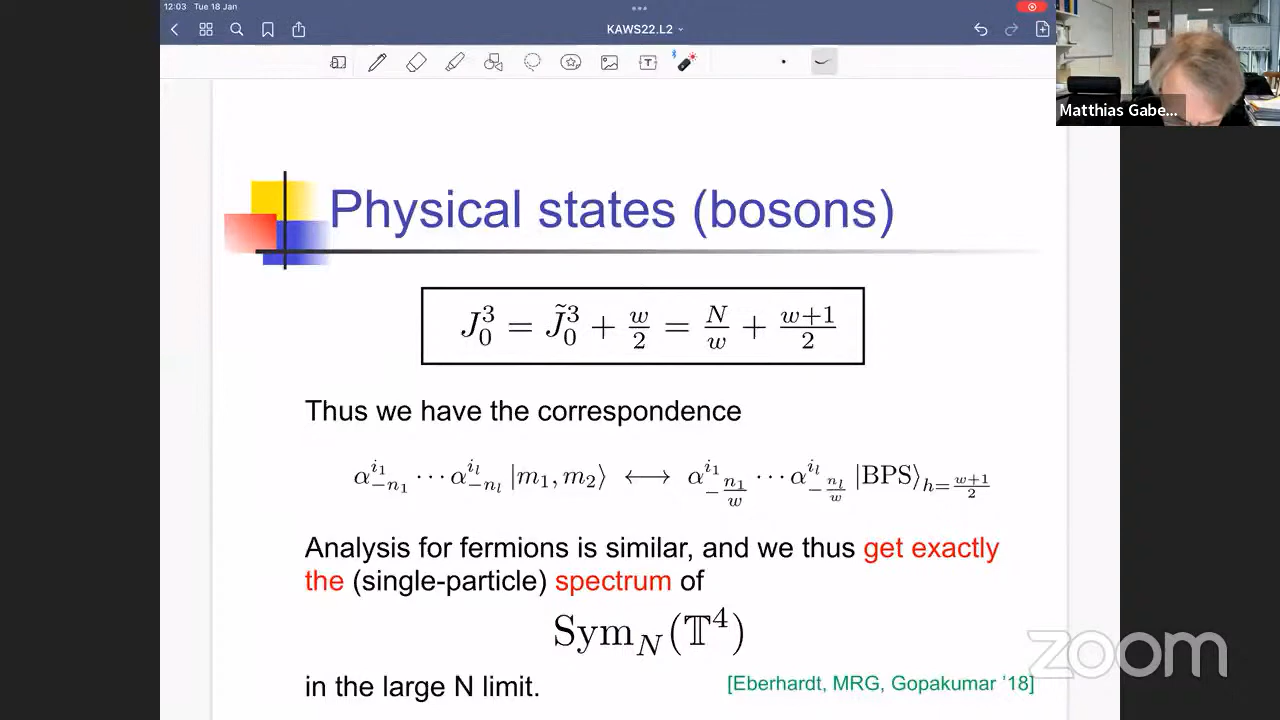 12:03 Tue 18 Jan
KAWS22.L2
Matthias Gabe...
Physical states (bosons)
$J_0^3 = \tilde{J}_0^3 + \frac{w}{2} = \frac{N}{w} + \frac{w+1}{2}$
Thus we have the correspondence
$\alpha^{i_1}_{-n_1} \cdots \alpha^{i_l}_{-n_l} |m_1, m_2\rangle \longleftrightarrow \alpha^{i_1}_{-\frac{n_1}{w}} \cdots \alpha^{i_l}_{-\frac{n_l}{w}} |\mathrm{BPS}\rangle_{h=\frac{w+1}{2}}$
Analysis for fermions is similar, and we thus get exactly
the (single-particle) spectrum of
$\mathrm{Sym}_N(\mathbb{T}^4)$
in the large N limit.
[Eberhardt, MRG, Gopakumar '18]
zoom